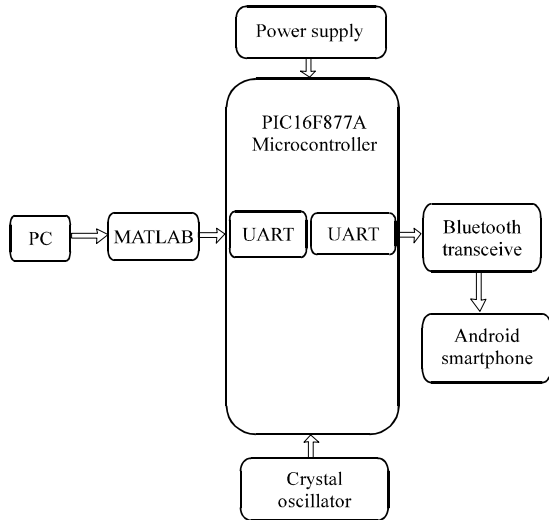 Power supply
PIC16F877A
Microcontroller
PC
MATLAB
UART
UART
Bluetooth
transceive
Android
smartphone
Crystal
oscillator